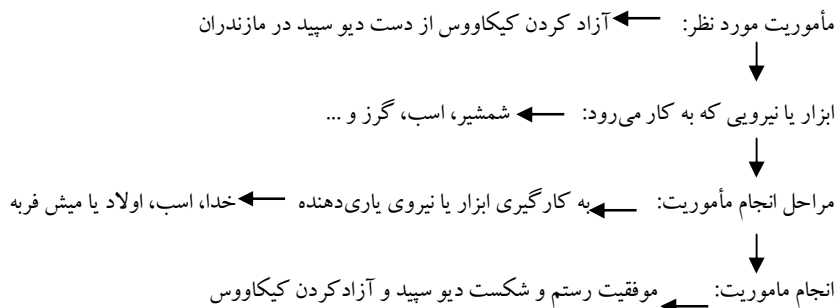 مأموریت مورد نظر: آزاد کردن کیکاووس از دست دیو سپید در مازندران
ابزار یا نیرویی که به کار می‌رود: شمشیر، اسب، گرز و ...
مراحل انجام مأموریت: به کارگیری ابزار یا نیروی یاری‌دهنده خدا، اسب، اولاد یا میش فربه
انجام ماموریت: موفقیت رستم و شکست دیو سپید و آزادکردن کیکاووس